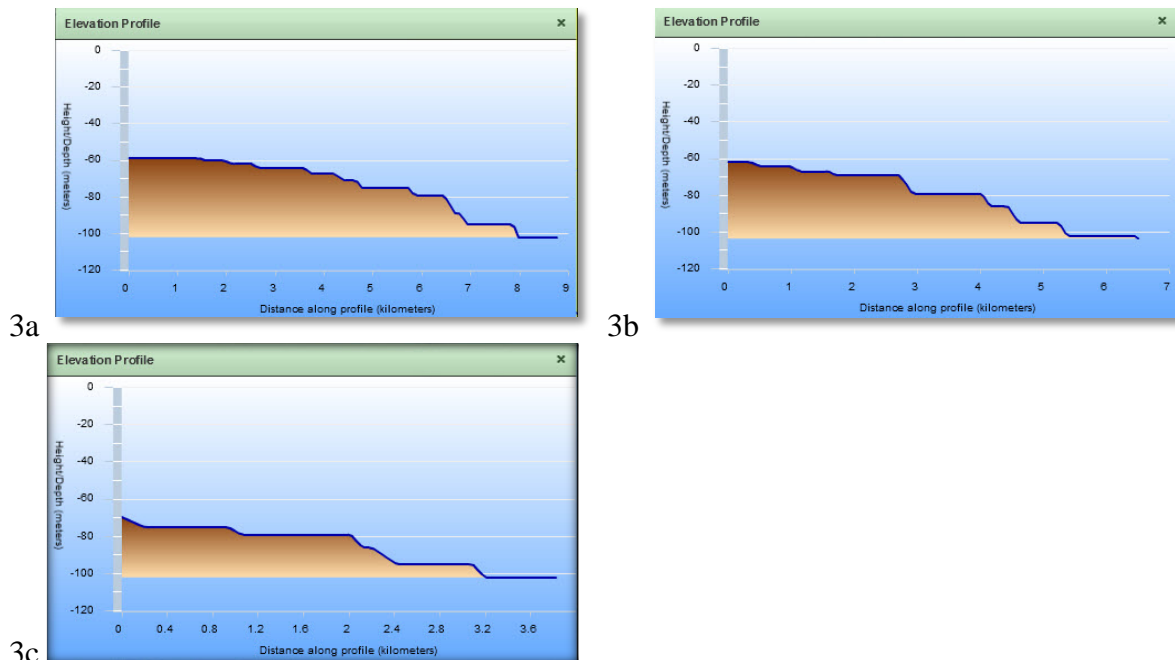 Elevation Profile ×
Height/Depth (meters)
0
-20
-40
-60
-80
-100
-120
0 1 2 3 4 5 6 7 8 9
Distance along profile (kilometers)
3a
Elevation Profile ×
Height/Depth (meters)
0
-20
-40
-60
-80
-100
-120
0 1 2 3 4 5 6 7
Distance along profile (kilometers)
3b
Elevation Profile ×
Height/Depth (meters)
0
-20
-40
-60
-80
-100
-120
0 0.4 0.8 1.2 1.6 2 2.4 2.8 3.2 3.6
Distance along profile (kilometers)
3c